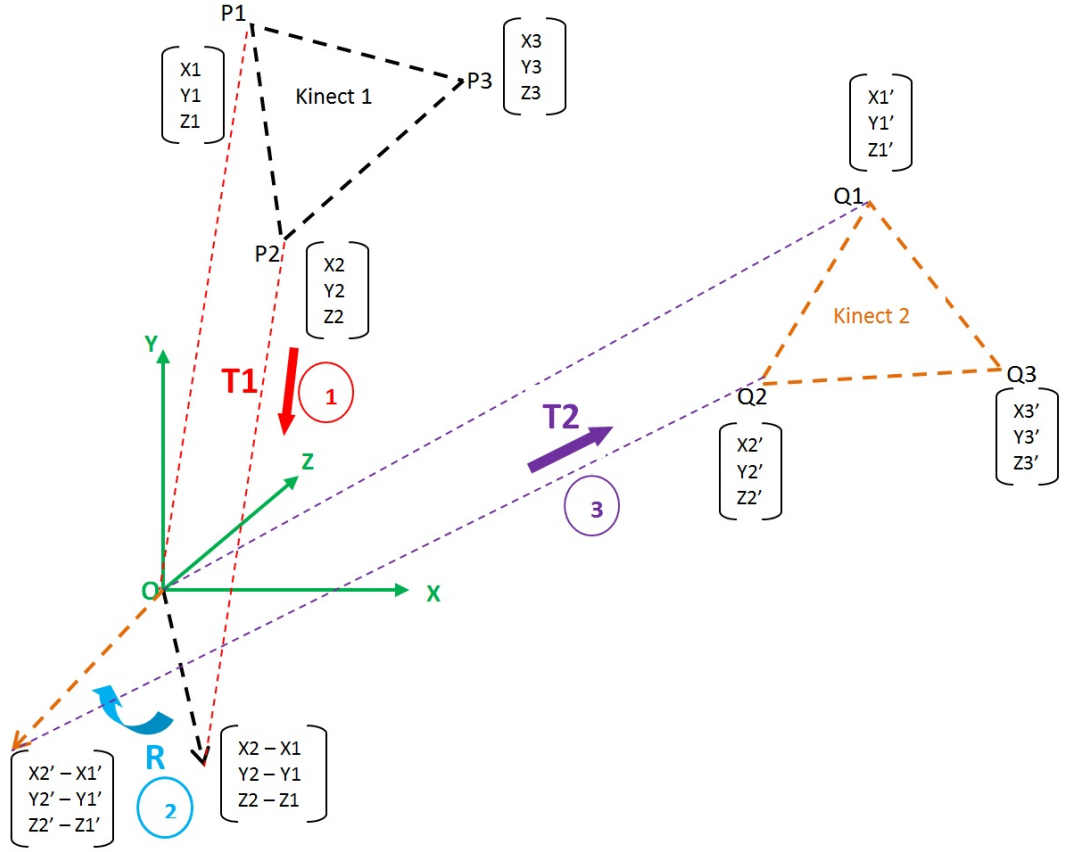 P1
X1
Y1
Z1
Kinect 1
P3
X3
Y3
Z3
X1’
Y1’
Z1’
Q1
P2
X2
Y2
Z2
Kinect 2
Y
T1
1
Q2
Q3
X3’
Y3’
Z3’
T2
X2’
Y2’
Z2’
Z
3
O
X
R
2
X2 – X1
Y2 – Y1
Z2 – Z1
X2’ – X1’
Y2’ – Y1’
Z2’ – Z1’